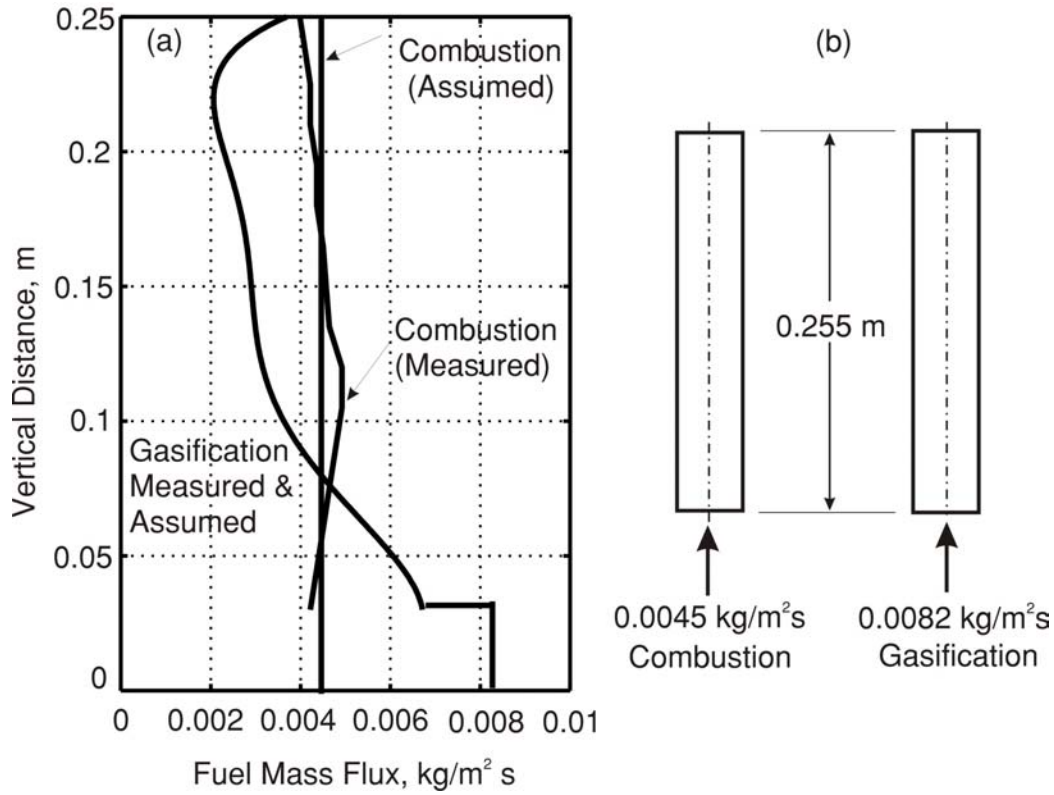 (a)
Combustion
(Assumed)
Combustion
(Measured)
Gasification
Measured &
Assumed
0.25
0.2
0.15
0.1
0.05
0
Vertical Distance, m
0 0.002 0.004 0.006 0.008 0.01
Fuel Mass Flux, kg/m² s
(b)
0.255 m
0.0045 kg/m²s
Combustion
0.0082 kg/m²s
Gasification